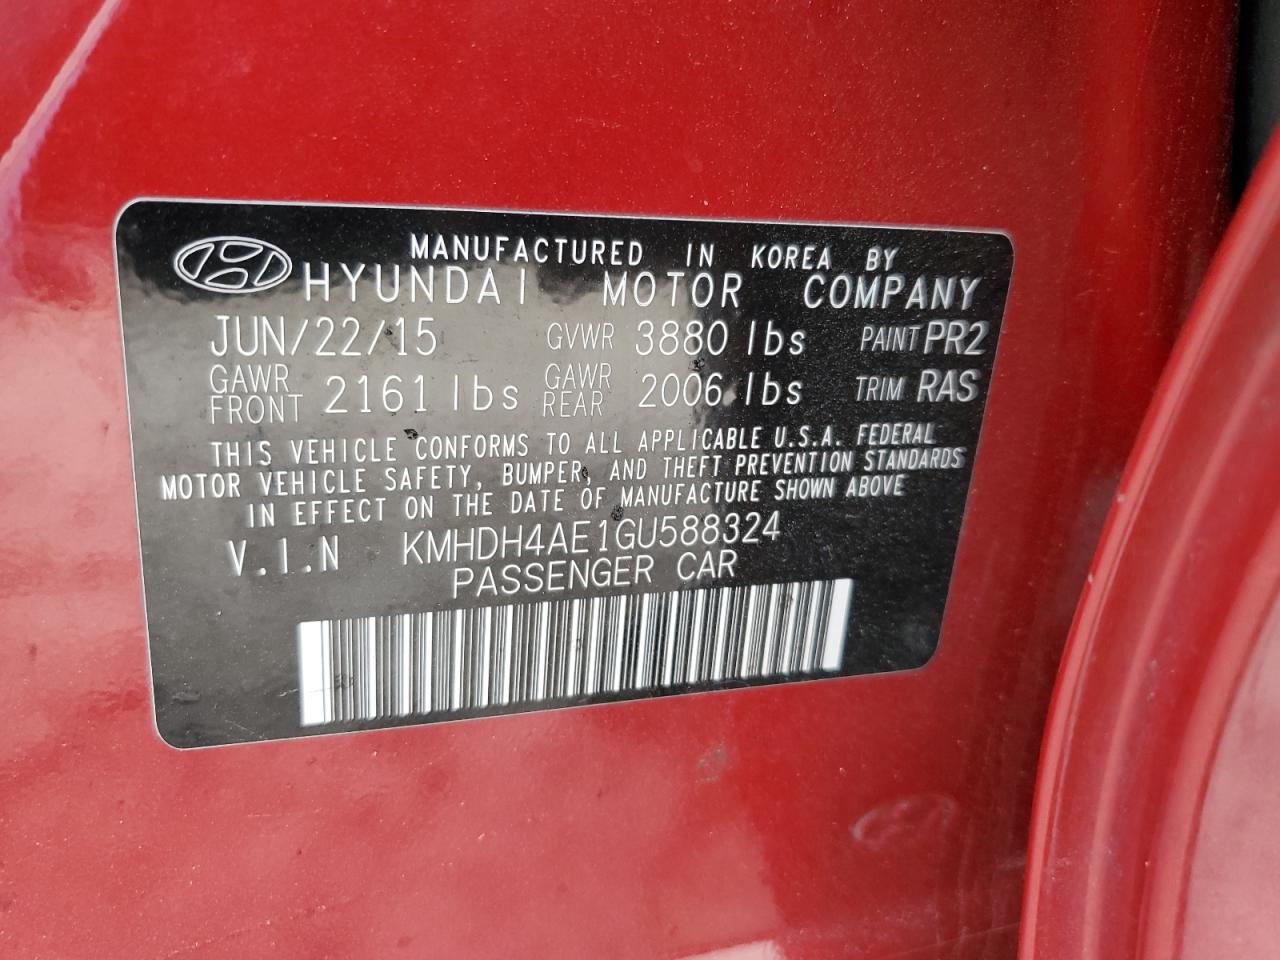 MANUFACTURED IN KOREA BY
HYUNDAI MOTOR COMPANY
JUN/22/15 GVWR 3880 lbs PAINT PR2
GAWR FRONT 2161 lbs GAWR REAR 2006 lbs TRIM RAS
THIS VEHICLE CONFORMS TO ALL APPLICABLE U.S.A. FEDERAL
MOTOR VEHICLE SAFETY, BUMPER, AND THEFT PREVENTION STANDARDS
IN EFFECT ON THE DATE OF MANUFACTURE SHOWN ABOVE
V.I.N KMHDH4AE1GU588324
PASSENGER CAR